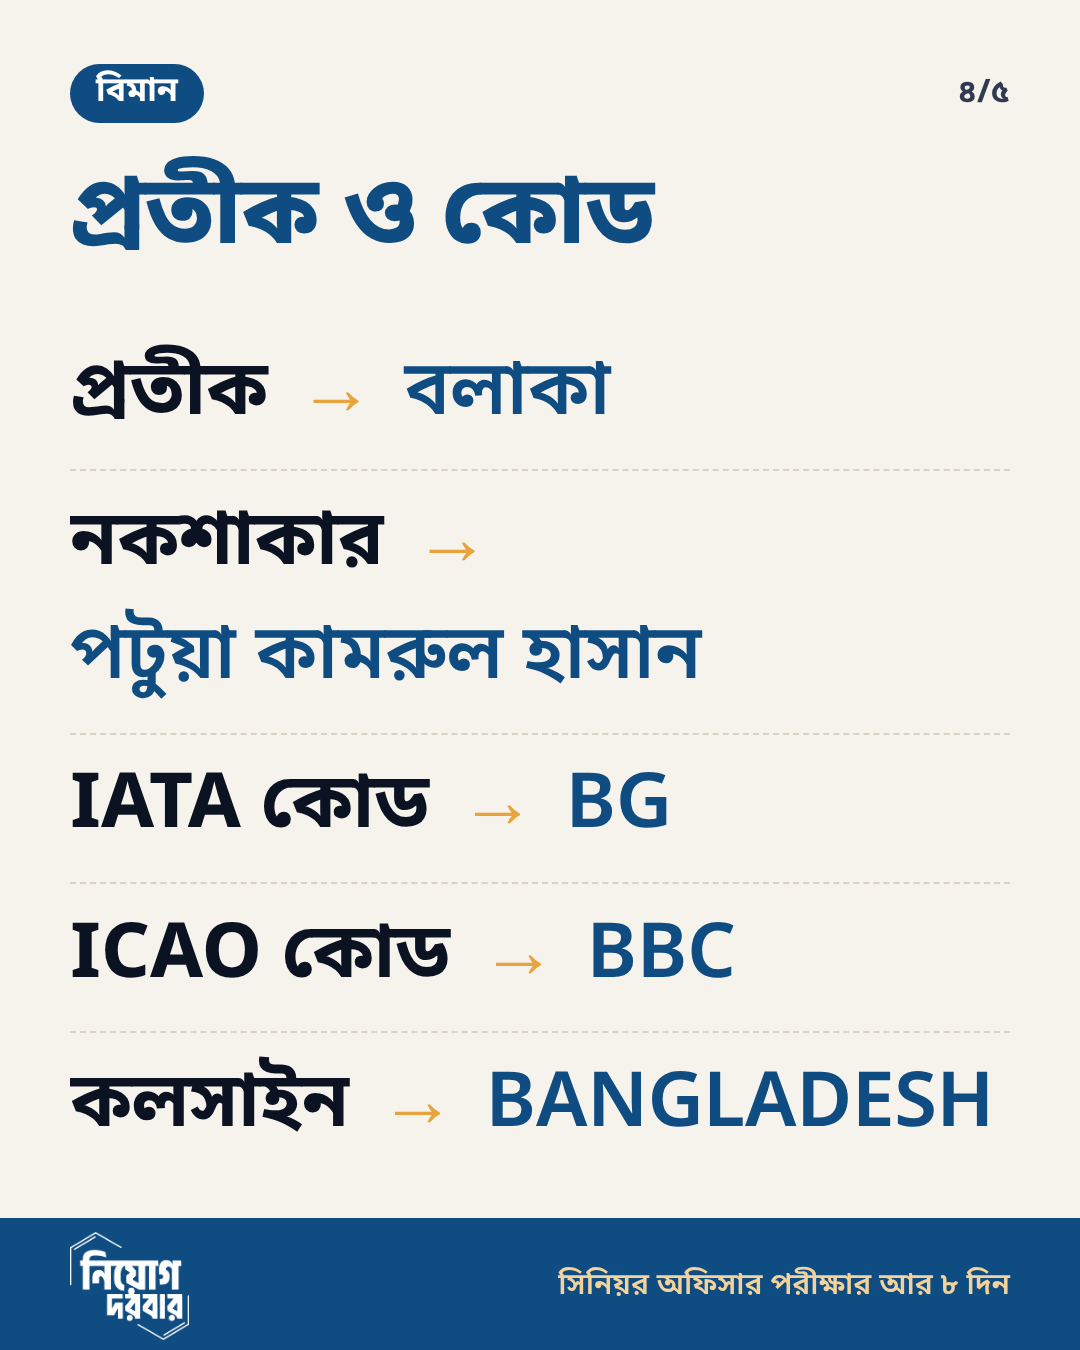 বিমান
৪/৫
প্রতীক ও কোড
প্রতীক → বলাকা
নকশাকার →
পটুয়া কামরুল হাসান
IATA কোড → BG
ICAO কোড → BBC
কলসাইন → BANGLADESH
নিয়োগ
দরবার
সিনিয়র অফিসার পরীক্ষার আর ৮ দিন